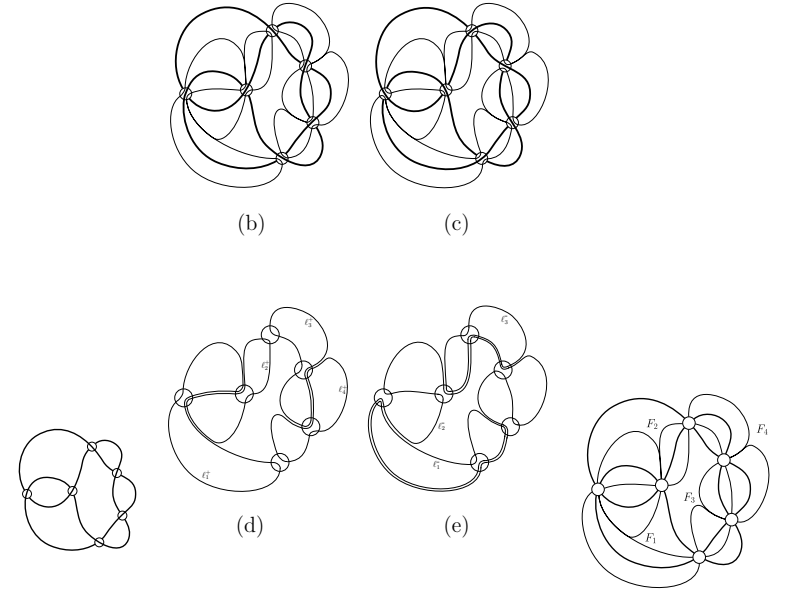 (b)
(c)
ℓ₃⁺
ℓ₂⁺
ℓ₄⁺
ℓ₁⁺
(d)
ℓ₃⁻
ℓ₂⁻
ℓ₁⁻
(e)
F₂
F₄
F₃
F₁